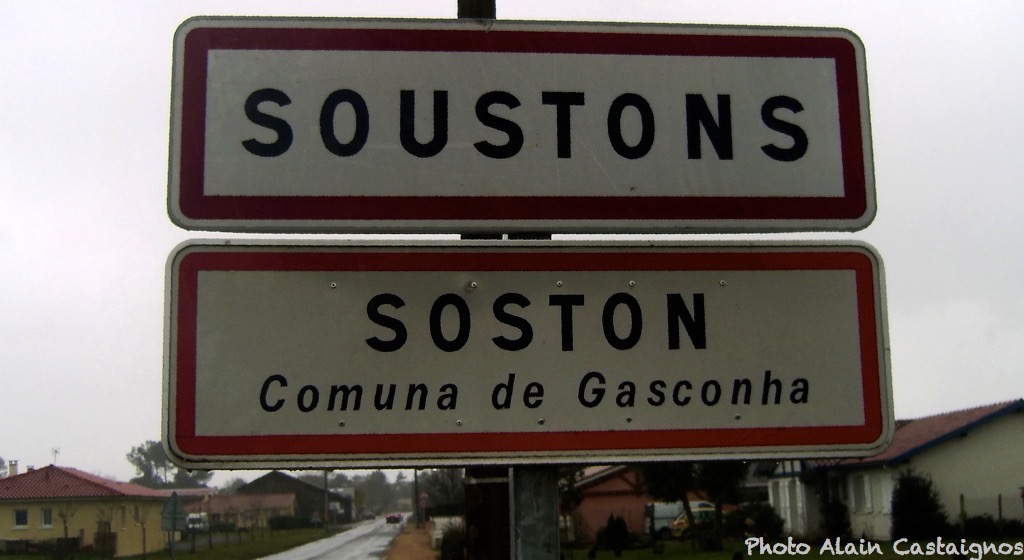 SOUSTONS
SOSTON
Comuna de Gasconha
Photo Alain Castaignos